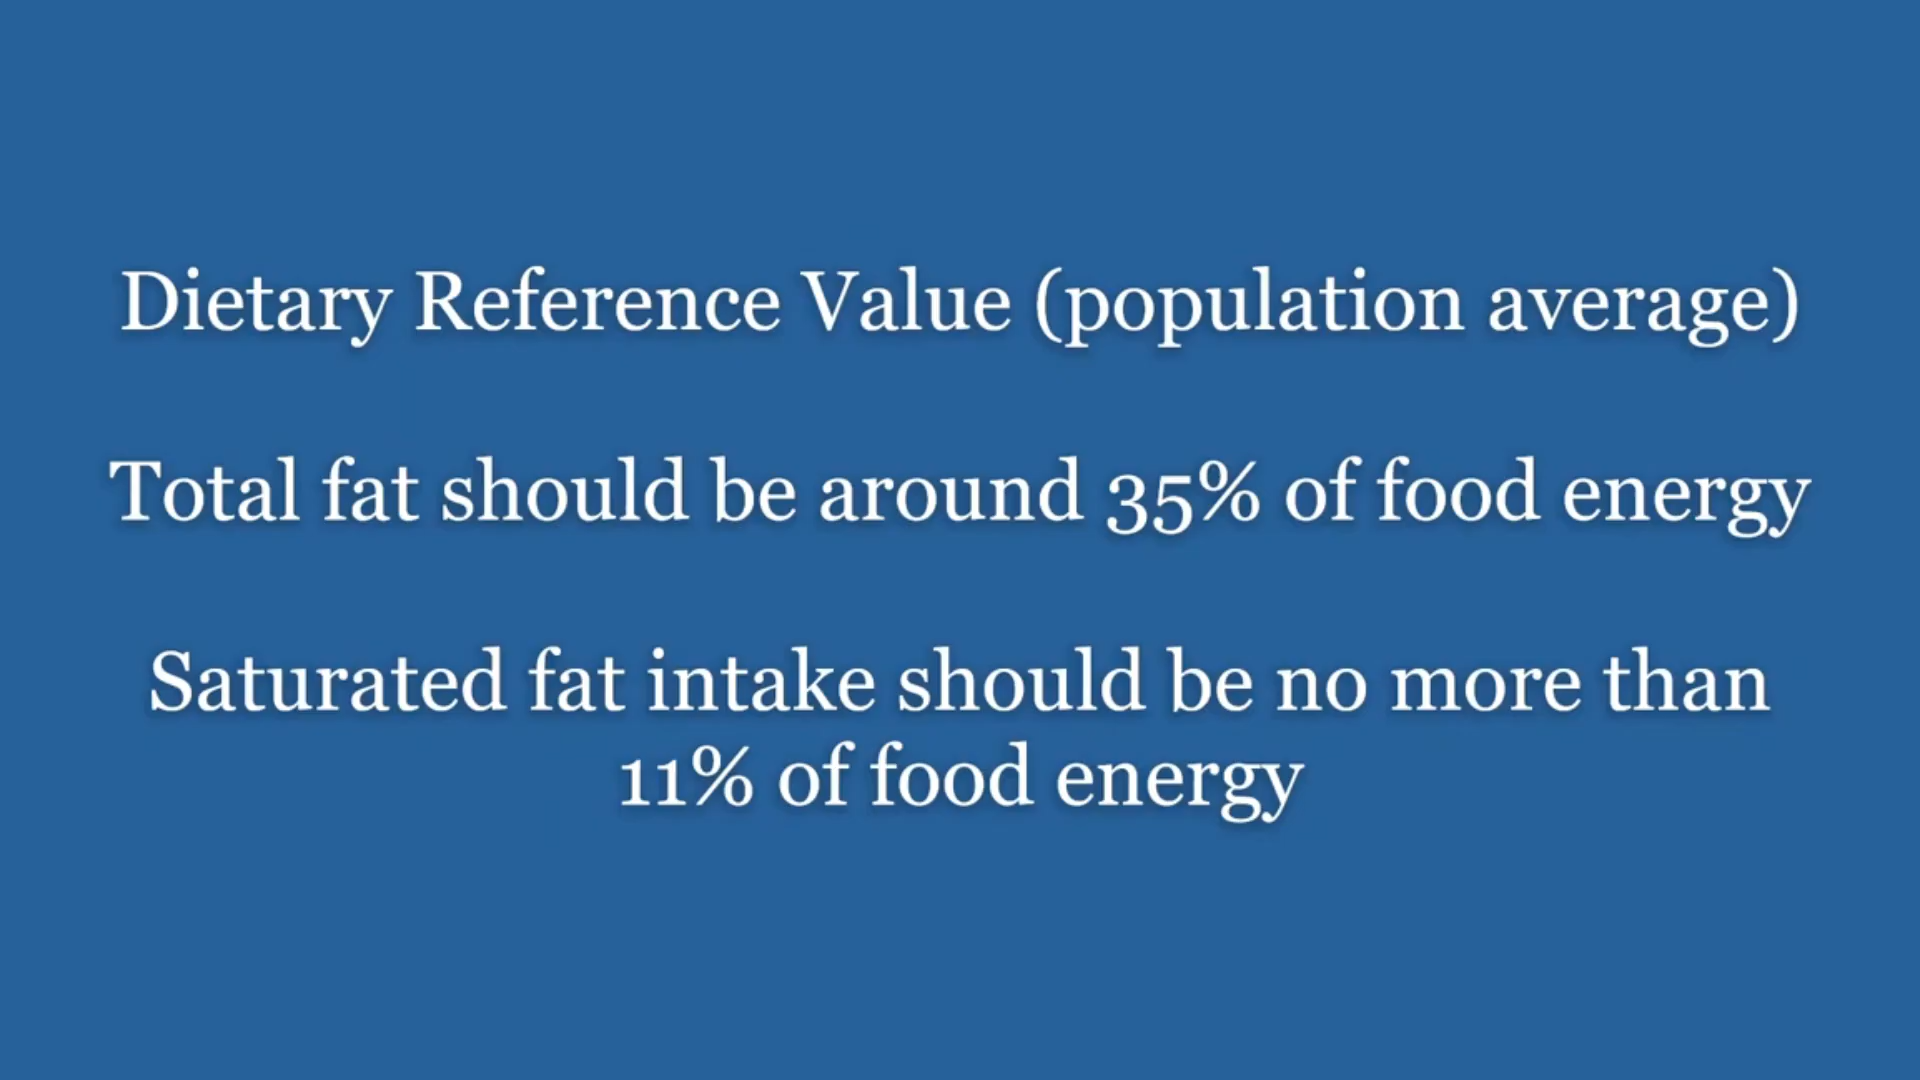 Dietary Reference Value (population average)
Total fat should be around 35% of food energy
Saturated fat intake should be no more than
11% of food energy